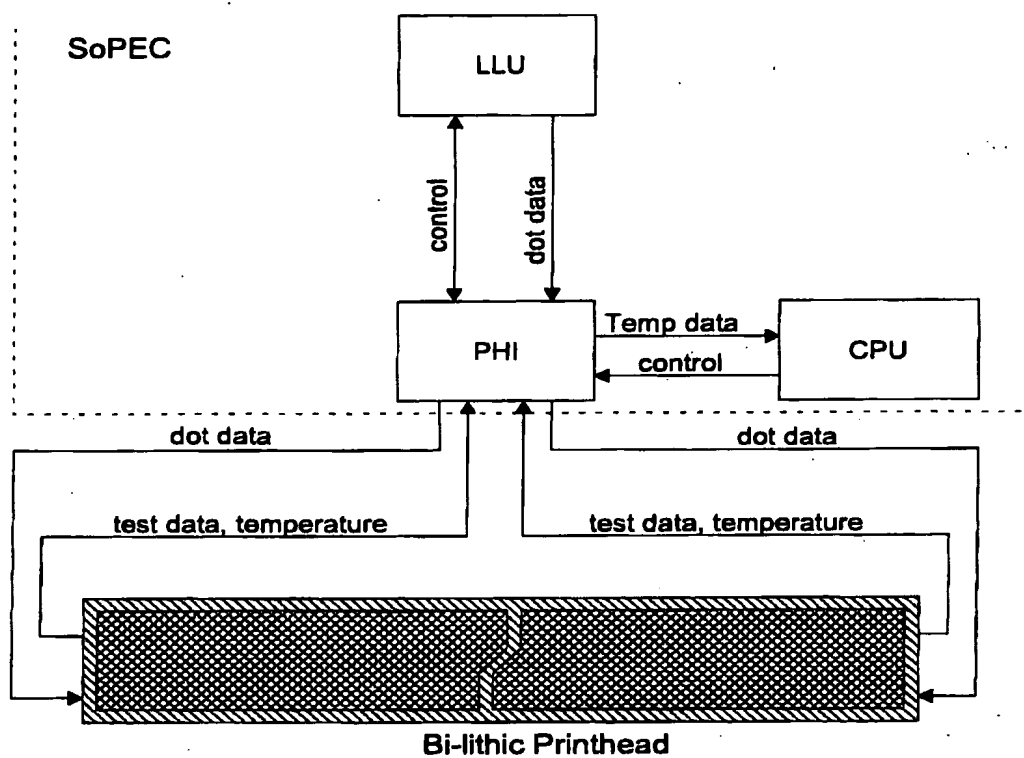 SoPEC
LLU
control
dot data
PHI
Temp data
control
CPU
dot data
dot data
test data, temperature
test data, temperature
Bi-lithic Printhead